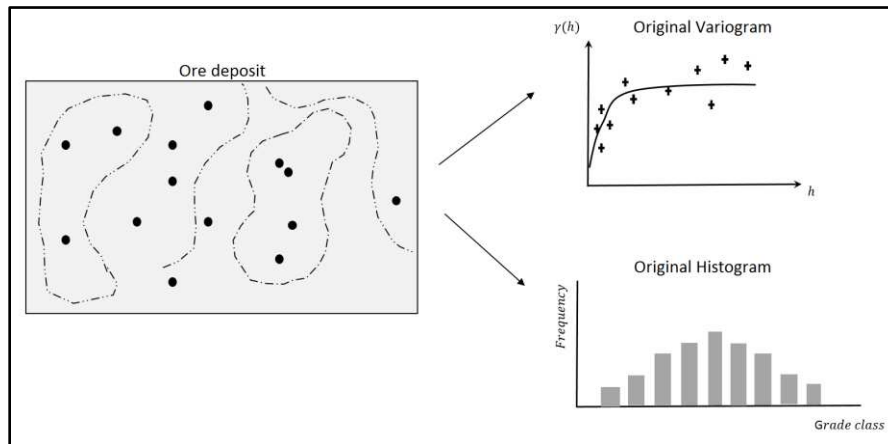 Ore deposit
Original Variogram
γ(h)
h
Original Histogram
Frequency
Grade class